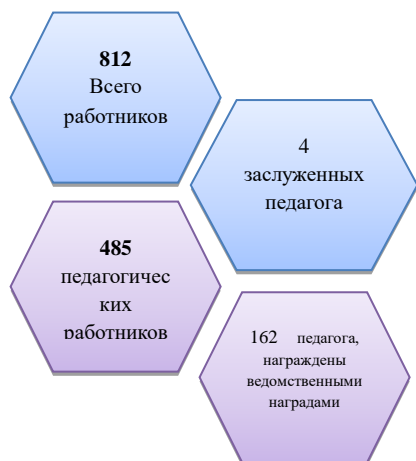 812
Всего
работников
4
заслуженных
педагога
485
педагогичес
ких
работников
162 педагога,
награждены
ведомственными
наградами